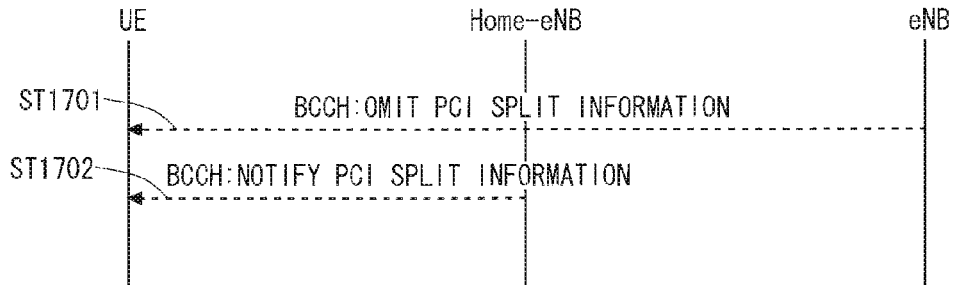 UE Home-eNB eNB
ST1701 BCCH:OMIT PCI SPLIT INFORMATION
ST1702 BCCH:NOTIFY PCI SPLIT INFORMATION